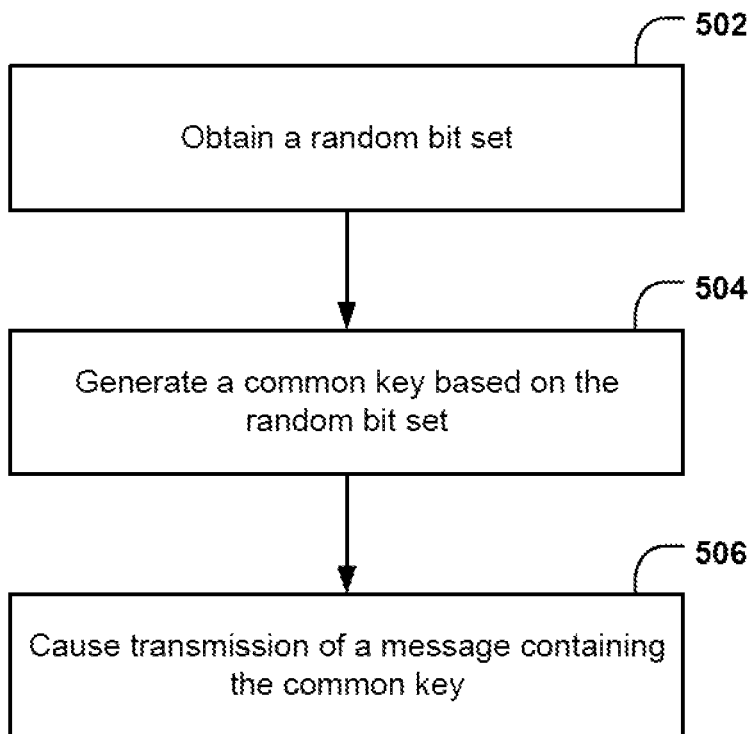 502
Obtain a random bit set
504
Generate a common key based on the
random bit set
506
Cause transmission of a message containing
the common key